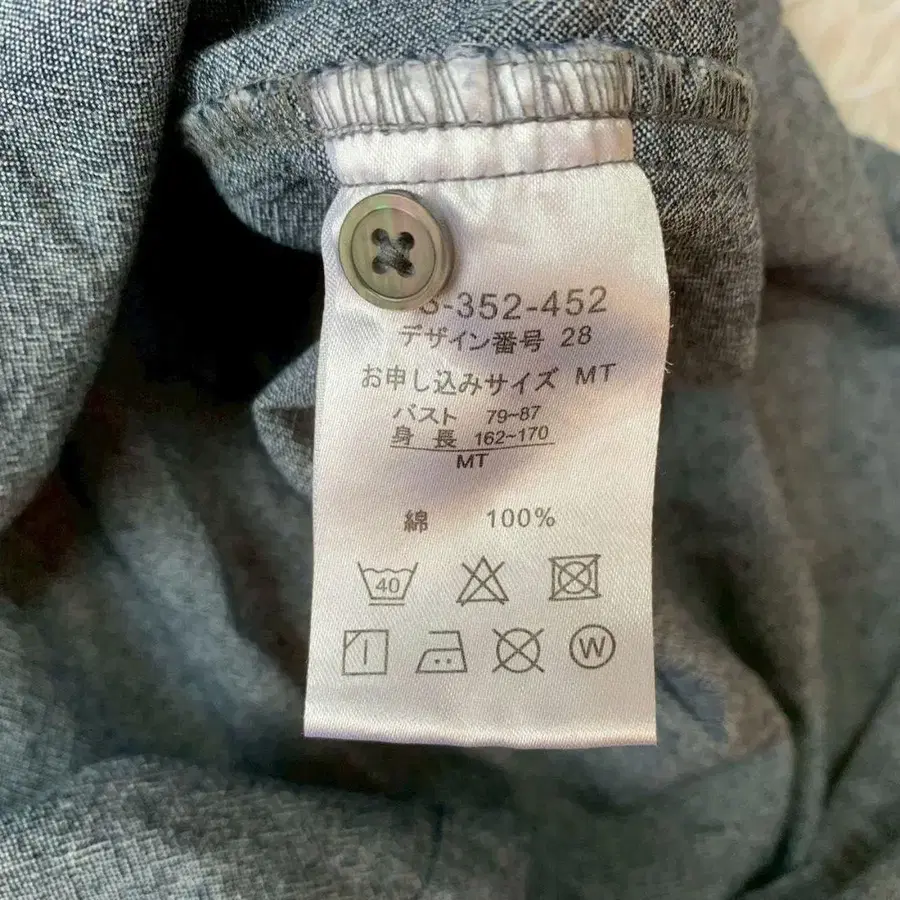 -352-452
デザイン番号 28
お申し込みサイズ MT
バスト 79~87
身長 162~170
MT
綿 100%
40
W